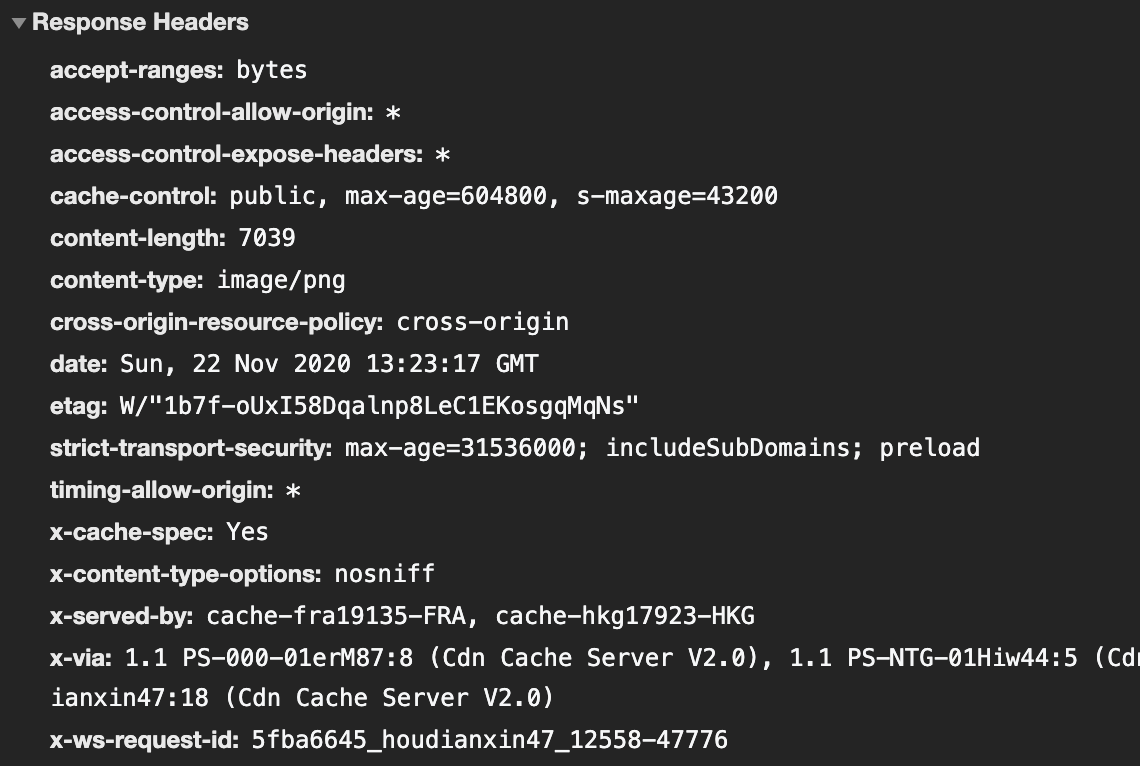 Response Headers
accept-ranges: bytes
access-control-allow-origin: *
access-control-expose-headers: *
cache-control: public, max-age=604800, s-maxage=43200
content-length: 7039
content-type: image/png
cross-origin-resource-policy: cross-origin
date: Sun, 22 Nov 2020 13:23:17 GMT
etag: W/"1b7f-oUxI58Dqalnp8LeC1EKosgqMqNs"
strict-transport-security: max-age=31536000; includeSubDomains; preload
timing-allow-origin: *
x-cache-spec: Yes
x-content-type-options: nosniff
x-served-by: cache-fra19135-FRA, cache-hkg17923-HKG
x-via: 1.1 PS-000-01erM87:8 (Cdn Cache Server V2.0), 1.1 PS-NTG-01Hiw44:5 (Cdn
ianxin47:18 (Cdn Cache Server V2.0)
x-ws-request-id: 5fba6645_houdianxin47_12558-47776